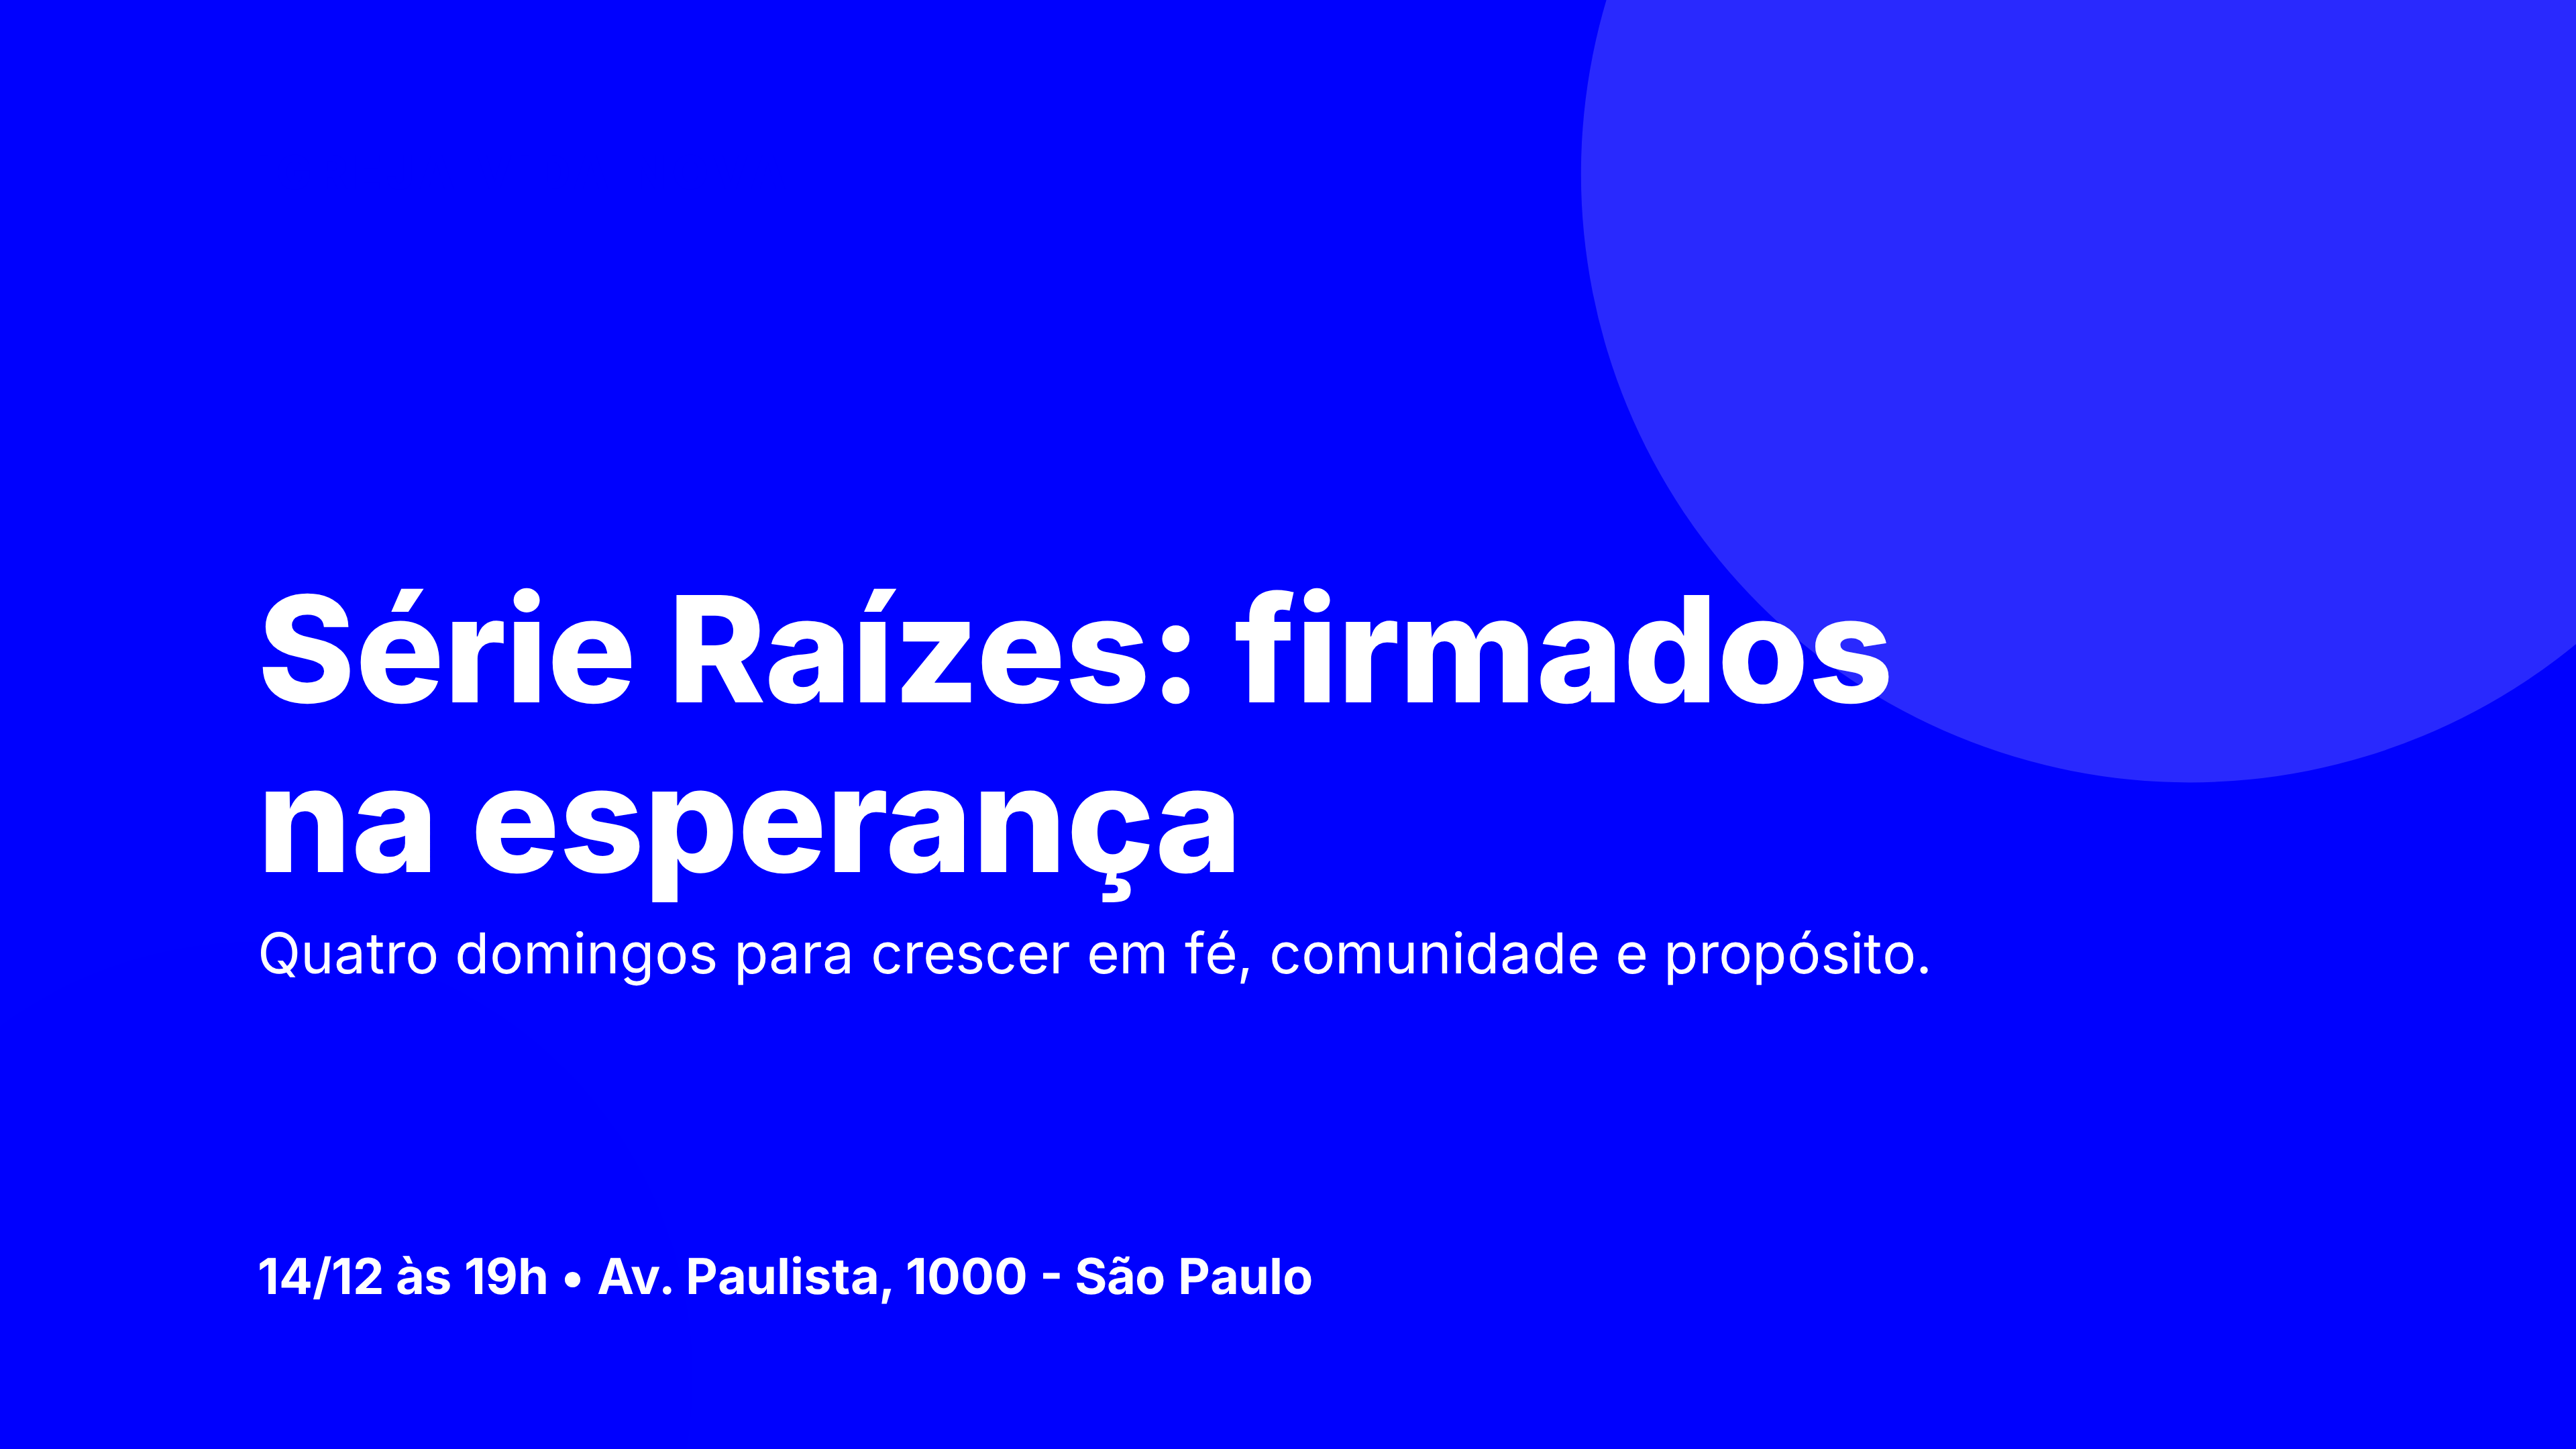 Série Raízes: firmados
na esperança
Quatro domingos para crescer em fé, comunidade e propósito.
14/12 às 19h • Av. Paulista, 1000 - São Paulo